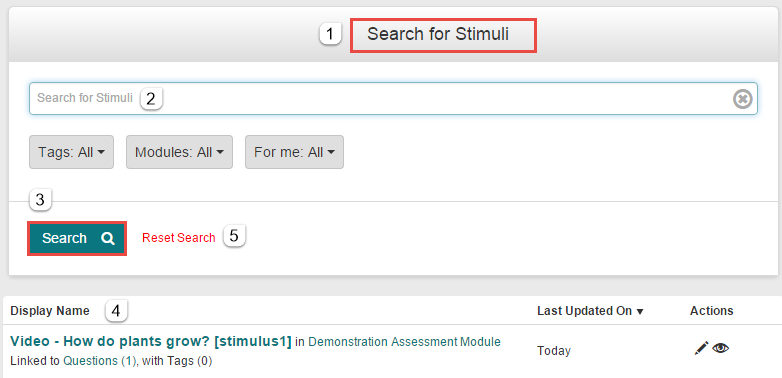 1 Search for Stimuli
Search for Stimuli 2
Tags: All Modules: All For me: All
3
Search Reset Search 5
Display Name 4 Last Updated On Actions
Video - How do plants grow? [stimulus1] in Demonstration Assessment Module
Today
Linked to Questions (1), with Tags (0)